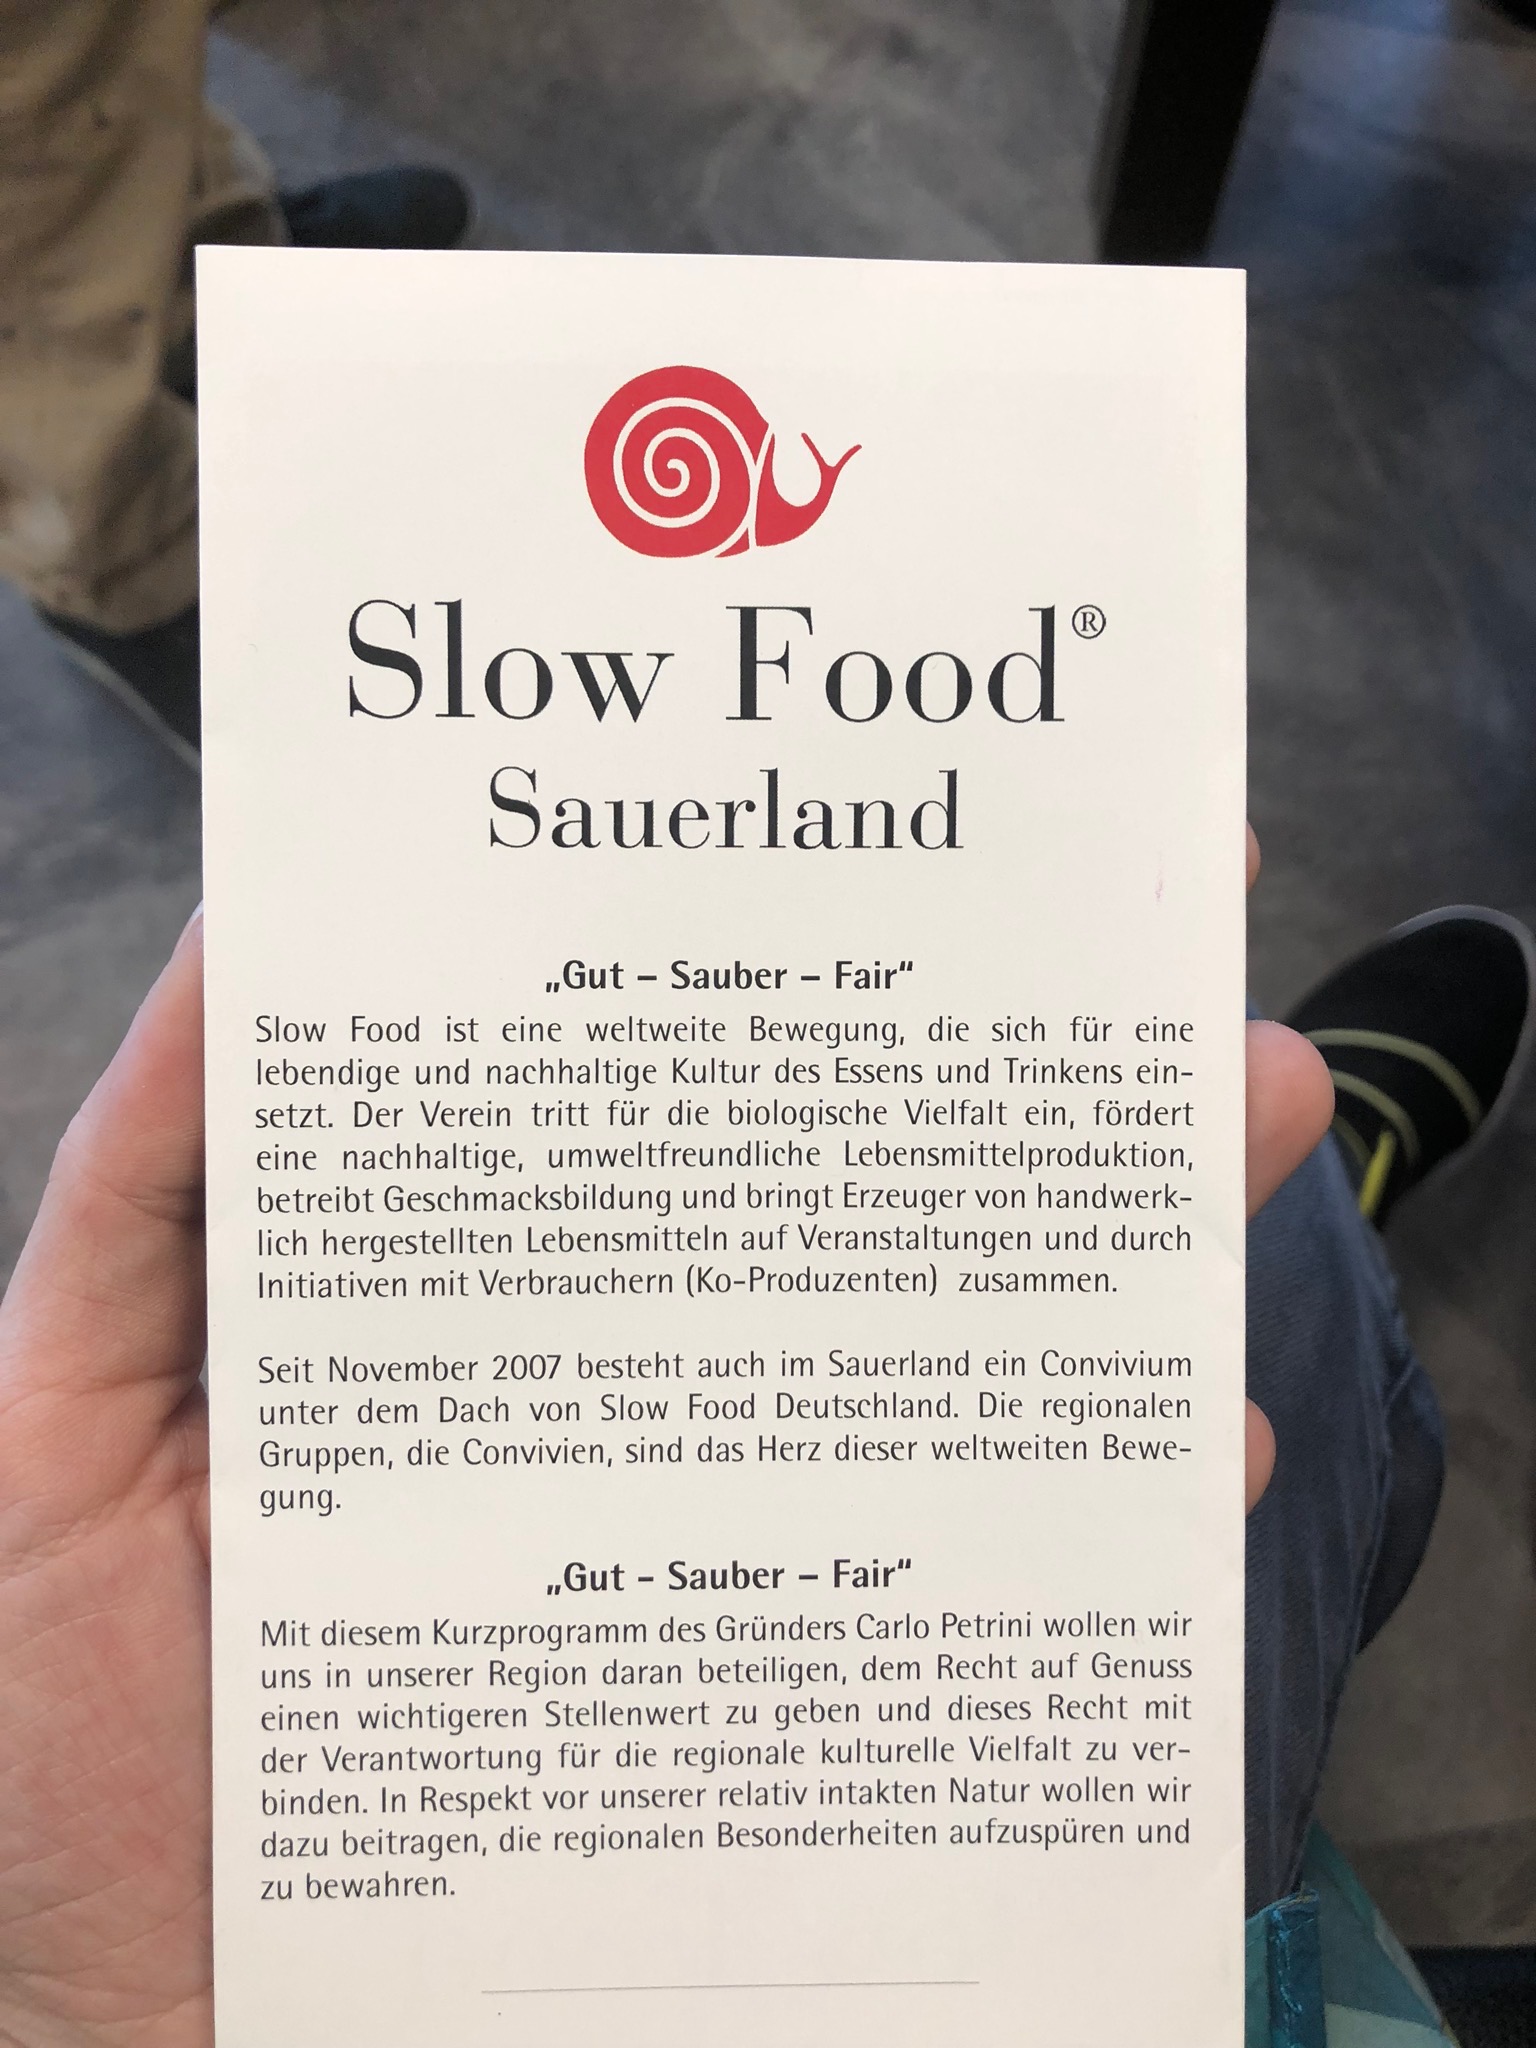 Slow Food®
Sauerland
„Gut – Sauber – Fair“
Slow Food ist eine weltweite Bewegung, die sich für eine
lebendige und nachhaltige Kultur des Essens und Trinkens ein-
setzt. Der Verein tritt für die biologische Vielfalt ein, fördert
eine nachhaltige, umweltfreundliche Lebensmittelproduktion,
betreibt Geschmacksbildung und bringt Erzeuger von handwerk-
lich hergestellten Lebensmitteln auf Veranstaltungen und durch
Initiativen mit Verbrauchern (Ko-Produzenten) zusammen.
Seit November 2007 besteht auch im Sauerland ein Convivium
unter dem Dach von Slow Food Deutschland. Die regionalen
Gruppen, die Convivien, sind das Herz dieser weltweiten Bewe-
gung.
„Gut – Sauber – Fair“
Mit diesem Kurzprogramm des Gründers Carlo Petrini wollen wir
uns in unserer Region daran beteiligen, dem Recht auf Genuss
einen wichtigeren Stellenwert zu geben und dieses Recht mit
der Verantwortung für die regionale kulturelle Vielfalt zu ver-
binden. In Respekt vor unserer relativ intakten Natur wollen wir
dazu beitragen, die regionalen Besonderheiten aufzuspüren und
zu bewahren.